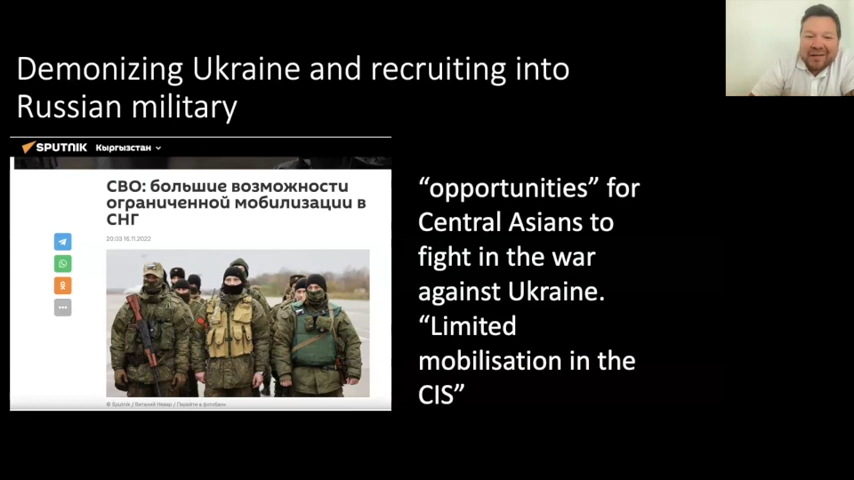 Demonizing Ukraine and recruiting into
Russian military
SPUTNIK Кыргызстан
СВО: большие возможности
ограниченной мобилизации в
СНГ
20:03 16.11.2022
© Sputnik / Виталий Невар / Перейти в фотобанк
“opportunities” for
Central Asians to
fight in the war
against Ukraine.
“Limited
mobilisation in the
CIS”